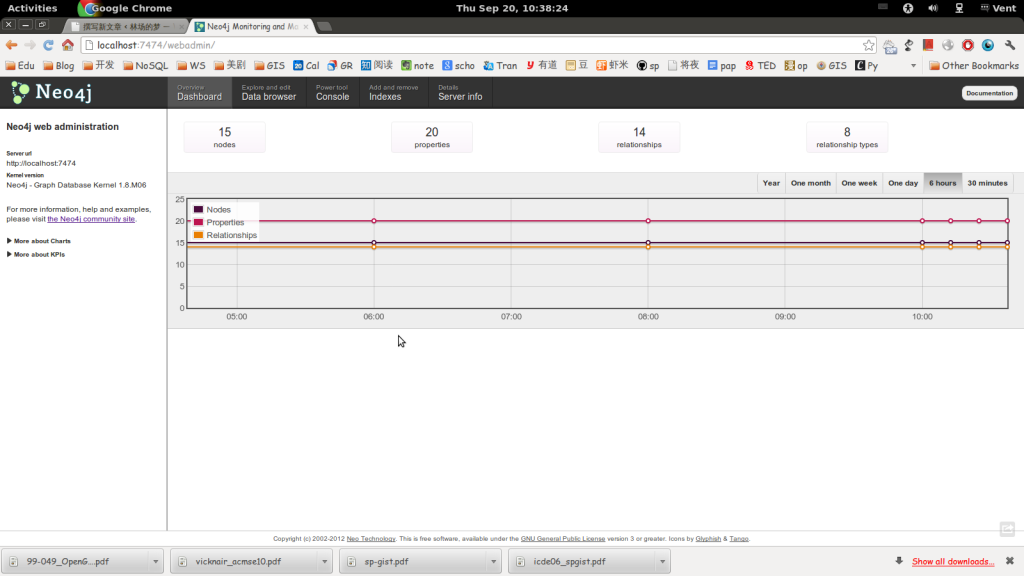 Activities Google Chrome Thu Sep 20, 10:38:24 Vent
撰写新文章 ‹ 林场的梦 — Neo4j Monitoring and Ma
localhost:7474/webadmin/
Edu Blog 开发 NoSQL WS 美剧 GIS 20 Cal GR 阅读 note scho Tran 有道 豆 虾米 sp 将夜 pap TED op GIS Py Other Bookmarks
Neo4j
Overview Explore and edit Power tool Add and remove Details
Dashboard Data browser Console Indexes Server info Documentation
Neo4j web administration
Server url
http://localhost:7474
Kernel version
Neo4j - Graph Database Kernel 1.8.M06
For more information, help and examples,
please visit the Neo4j community site.
More about Charts
More about KPIs
15 20 14 8
nodes properties relationships relationship types
Year One month One week One day 6 hours 30 minutes
Nodes
Properties
Relationships
25
20
15
10
5
0
05:00 06:00 07:00 08:00 09:00 10:00
Copyright (c) 2002-2012 Neo Technology. This is free software, available under the GNU General Public License version 3 or greater. Icons by Glyphish & Tango.
99-049_OpenG....pdf vicknair_acmse10.pdf sp-gist.pdf icde06_spgist.pdf Show all downloads...